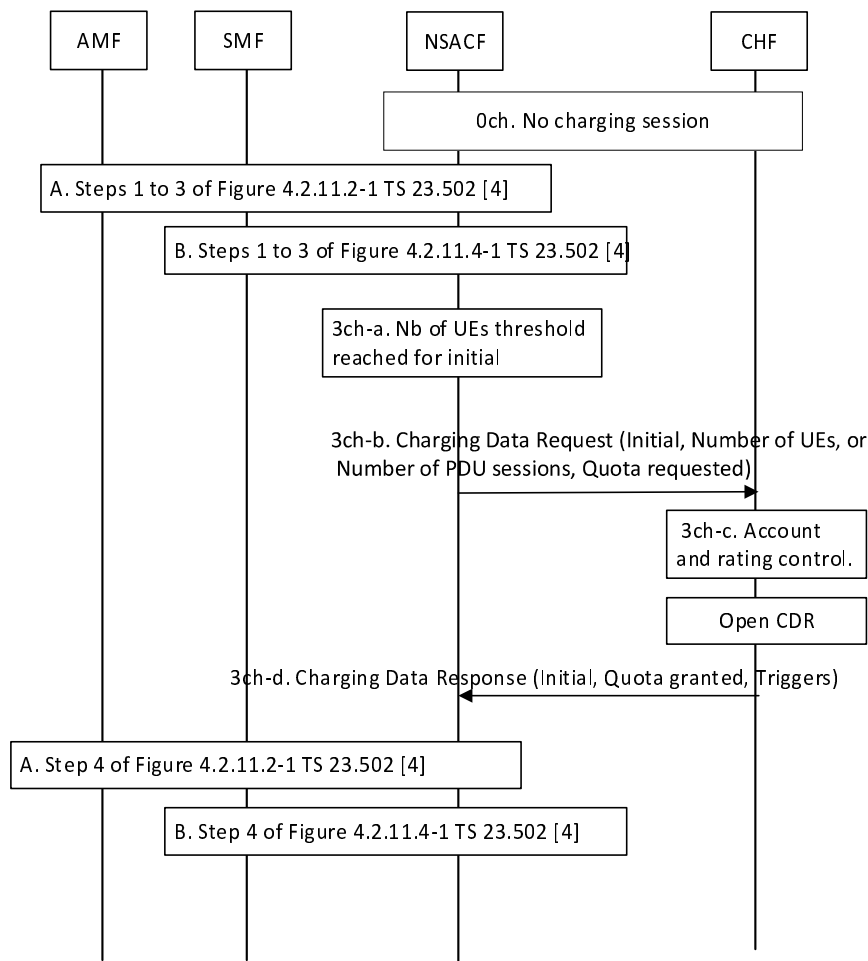 AMF
SMF
NSACF
CHF
0ch. No charging session
A. Steps 1 to 3 of Figure 4.2.11.2-1 TS 23.502 [4]
B. Steps 1 to 3 of Figure 4.2.11.4-1 TS 23.502 [4]
3ch-a. Nb of UEs threshold
reached for initial
3ch-b. Charging Data Request (Initial, Number of UEs, or
Number of PDU sessions, Quota requested)
3ch-c. Account
and rating control.
Open CDR
3ch-d. Charging Data Response (Initial, Quota granted, Triggers)
A. Step 4 of Figure 4.2.11.2-1 TS 23.502 [4]
B. Step 4 of Figure 4.2.11.4-1 TS 23.502 [4]